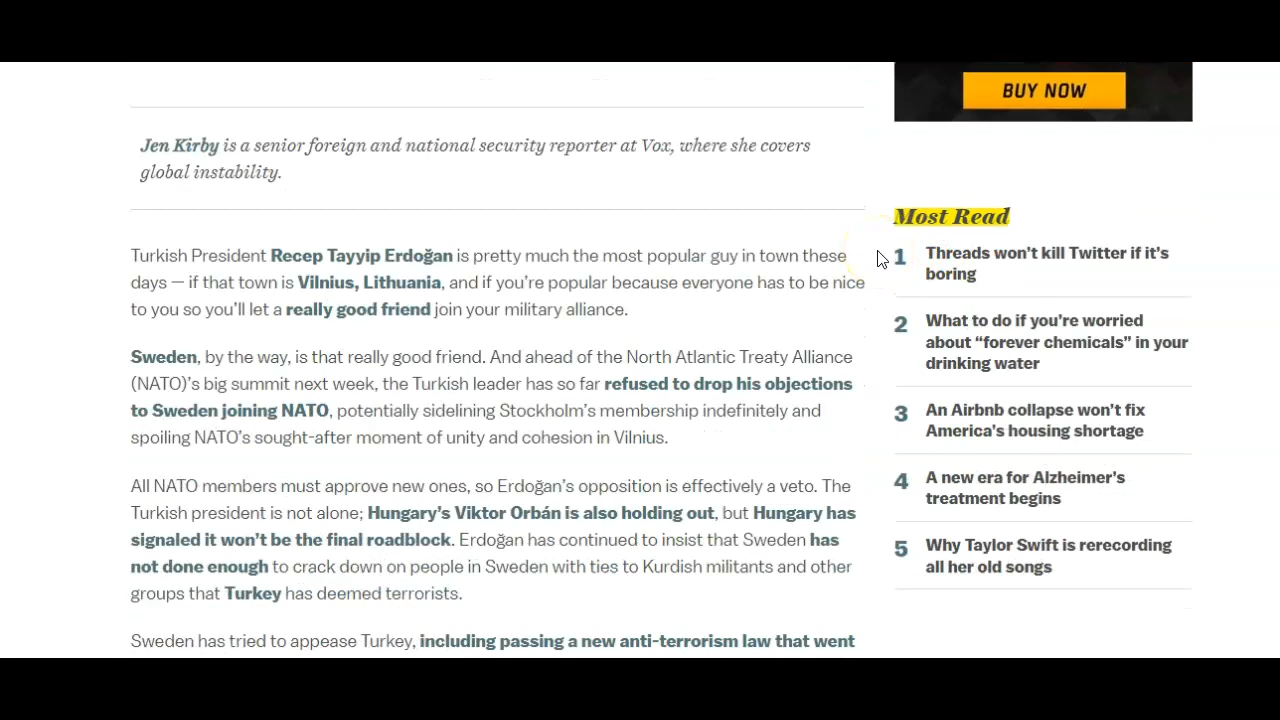 BUY NOW
Jen Kirby is a senior foreign and national security reporter at Vox, where she covers
global instability.
Turkish President Recep Tayyip Erdoğan is pretty much the most popular guy in town these
days — if that town is Vilnius, Lithuania, and if you're popular because everyone has to be nice
to you so you'll let a really good friend join your military alliance.
Sweden, by the way, is that really good friend. And ahead of the North Atlantic Treaty Alliance
(NATO)'s big summit next week, the Turkish leader has so far refused to drop his objections
to Sweden joining NATO, potentially sidelining Stockholm's membership indefinitely and
spoiling NATO's sought-after moment of unity and cohesion in Vilnius.
All NATO members must approve new ones, so Erdoğan's opposition is effectively a veto. The
Turkish president is not alone; Hungary's Viktor Orbán is also holding out, but Hungary has
signaled it won't be the final roadblock. Erdoğan has continued to insist that Sweden has
not done enough to crack down on people in Sweden with ties to Kurdish militants and other
groups that Turkey has deemed terrorists.
Sweden has tried to appease Turkey, including passing a new anti-terrorism law that went
Most Read
1 Threads won't kill Twitter if it's
boring
2 What to do if you're worried
about “forever chemicals” in your
drinking water
3 An Airbnb collapse won't fix
America's housing shortage
4 A new era for Alzheimer's
treatment begins
5 Why Taylor Swift is rerecording
all her old songs